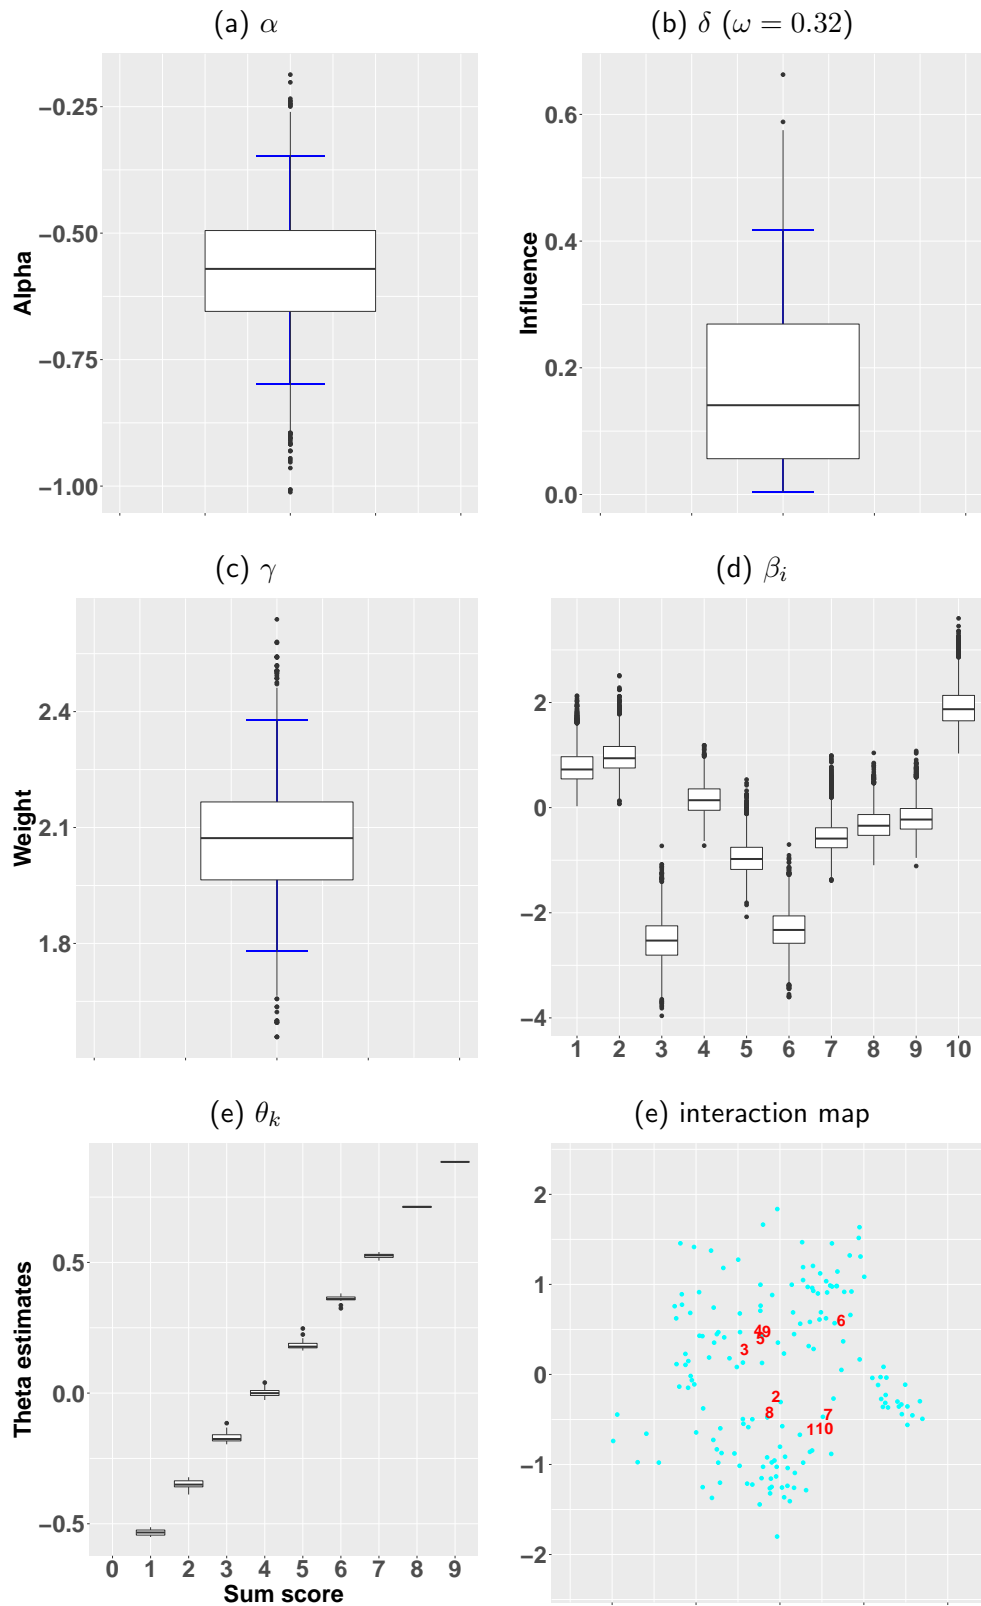 (a) α
(b) δ (ω = 0.32)
−0.25
−0.50
−0.75
−1.00
Alpha
0.6
0.4
0.2
0.0
Influence
(c) γ
(d) βi
2.4
2.1
1.8
Weight
2
0
−2
−4
1 2 3 4 5 6 7 8 9 10
(e) θk
(e) interaction map
0.5
0.0
−0.5
Theta estimates
0 1 2 3 4 5 6 7 8 9
Sum score
2
1
0
−1
−2
6
4 9
5
3
2
8
7
1 10